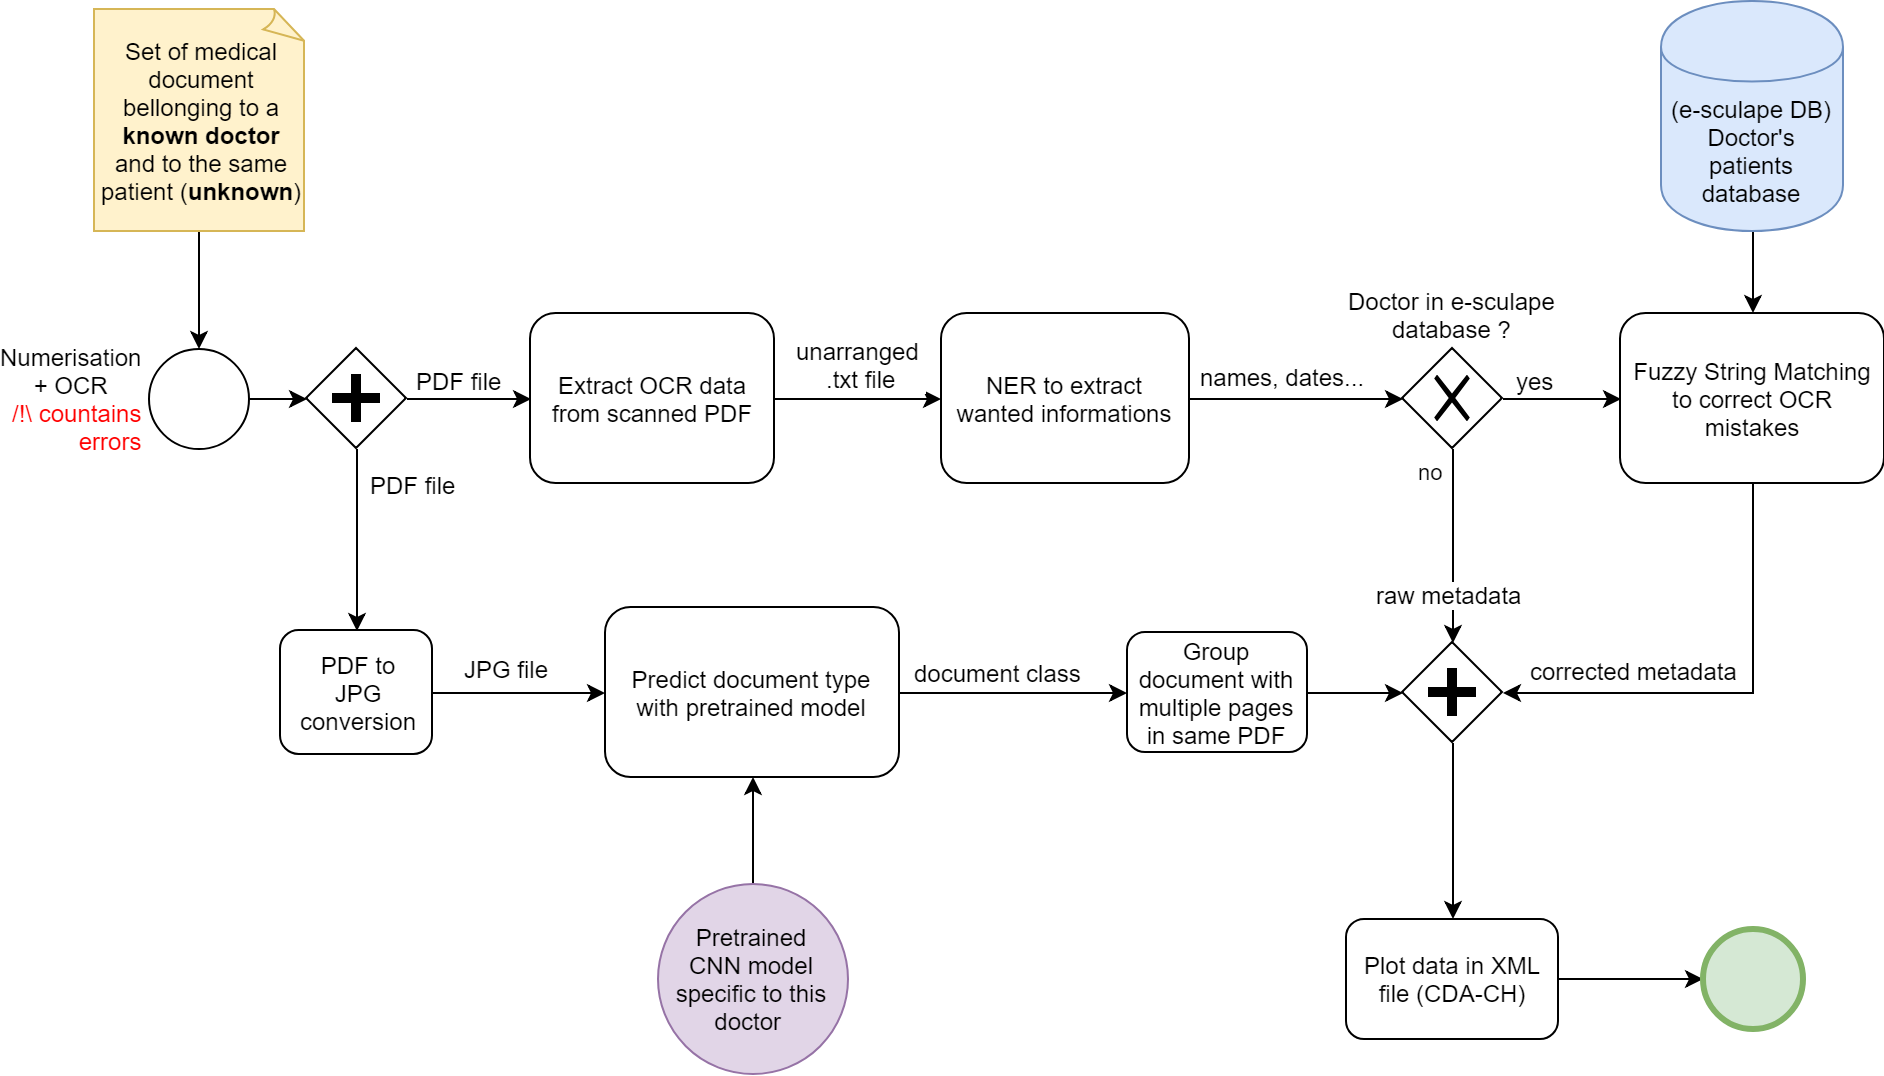 Set of medical
document
bellonging to a
known doctor
and to the same
patient (unknown)
(e-sculape DB)
Doctor's
patients
database
Numerisation
+ OCR
/!\ countains
errors
PDF file
Extract OCR data
from scanned PDF
unarranged
.txt file
NER to extract
wanted informations
names, dates...
Doctor in e-sculape
database ?
yes
Fuzzy String Matching
to correct OCR
mistakes
no
PDF file
raw metadata
PDF to
JPG
conversion
JPG file
Predict document type
with pretrained model
document class
Group
document with
multiple pages
in same PDF
corrected metadata
Pretrained
CNN model
specific to this
doctor
Plot data in XML
file (CDA-CH)